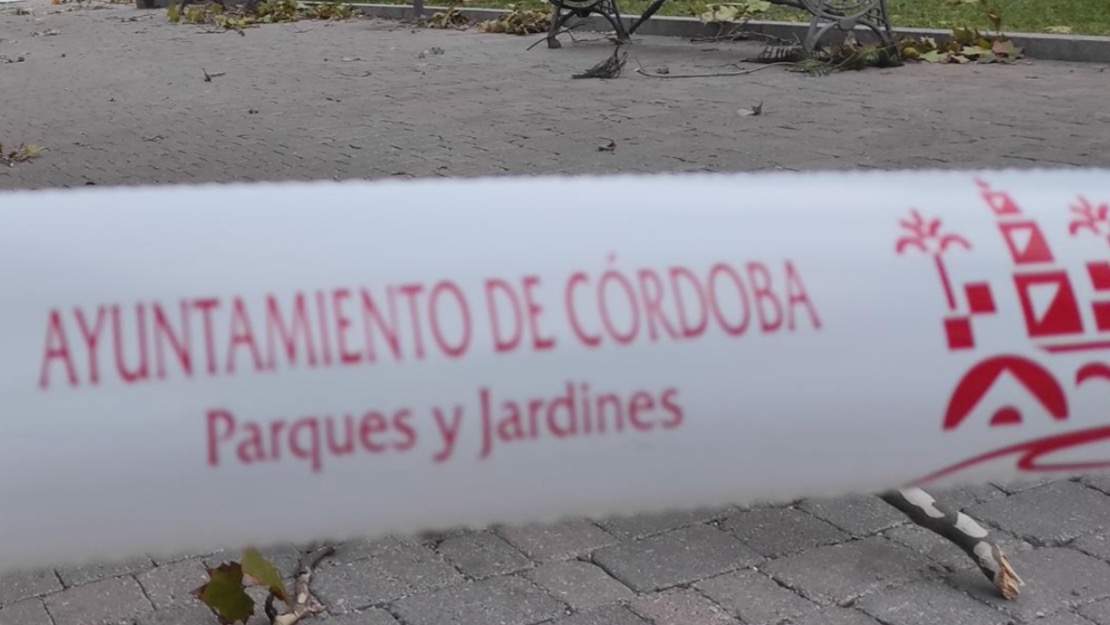 AYUNTAMIENTO DE CÓRDOBA
Parques y Jardines